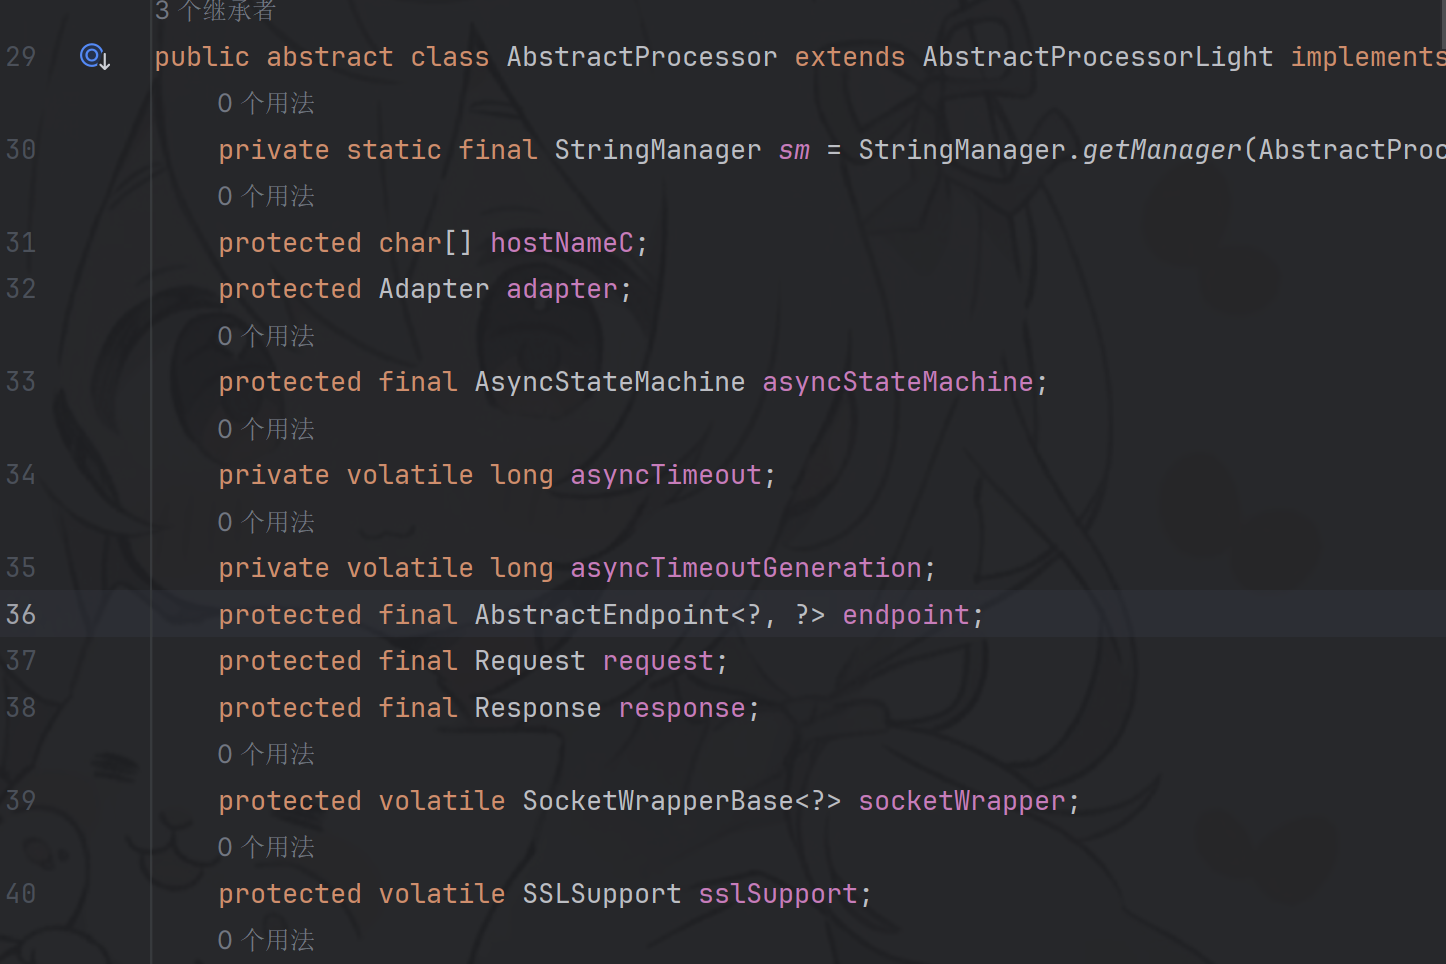 3 个继承者
29 public abstract class AbstractProcessor extends AbstractProcessorLight implements
0 个用法
30 private static final StringManager sm = StringManager.getManager(AbstractProc
0 个用法
31 protected char[] hostNameC;
32 protected Adapter adapter;
0 个用法
33 protected final AsyncStateMachine asyncStateMachine;
0 个用法
34 private volatile long asyncTimeout;
0 个用法
35 private volatile long asyncTimeoutGeneration;
36 protected final AbstractEndpoint<?, ?> endpoint;
37 protected final Request request;
38 protected final Response response;
0 个用法
39 protected volatile SocketWrapperBase<?> socketWrapper;
0 个用法
40 protected volatile SSLSupport sslSupport;
0 个用法